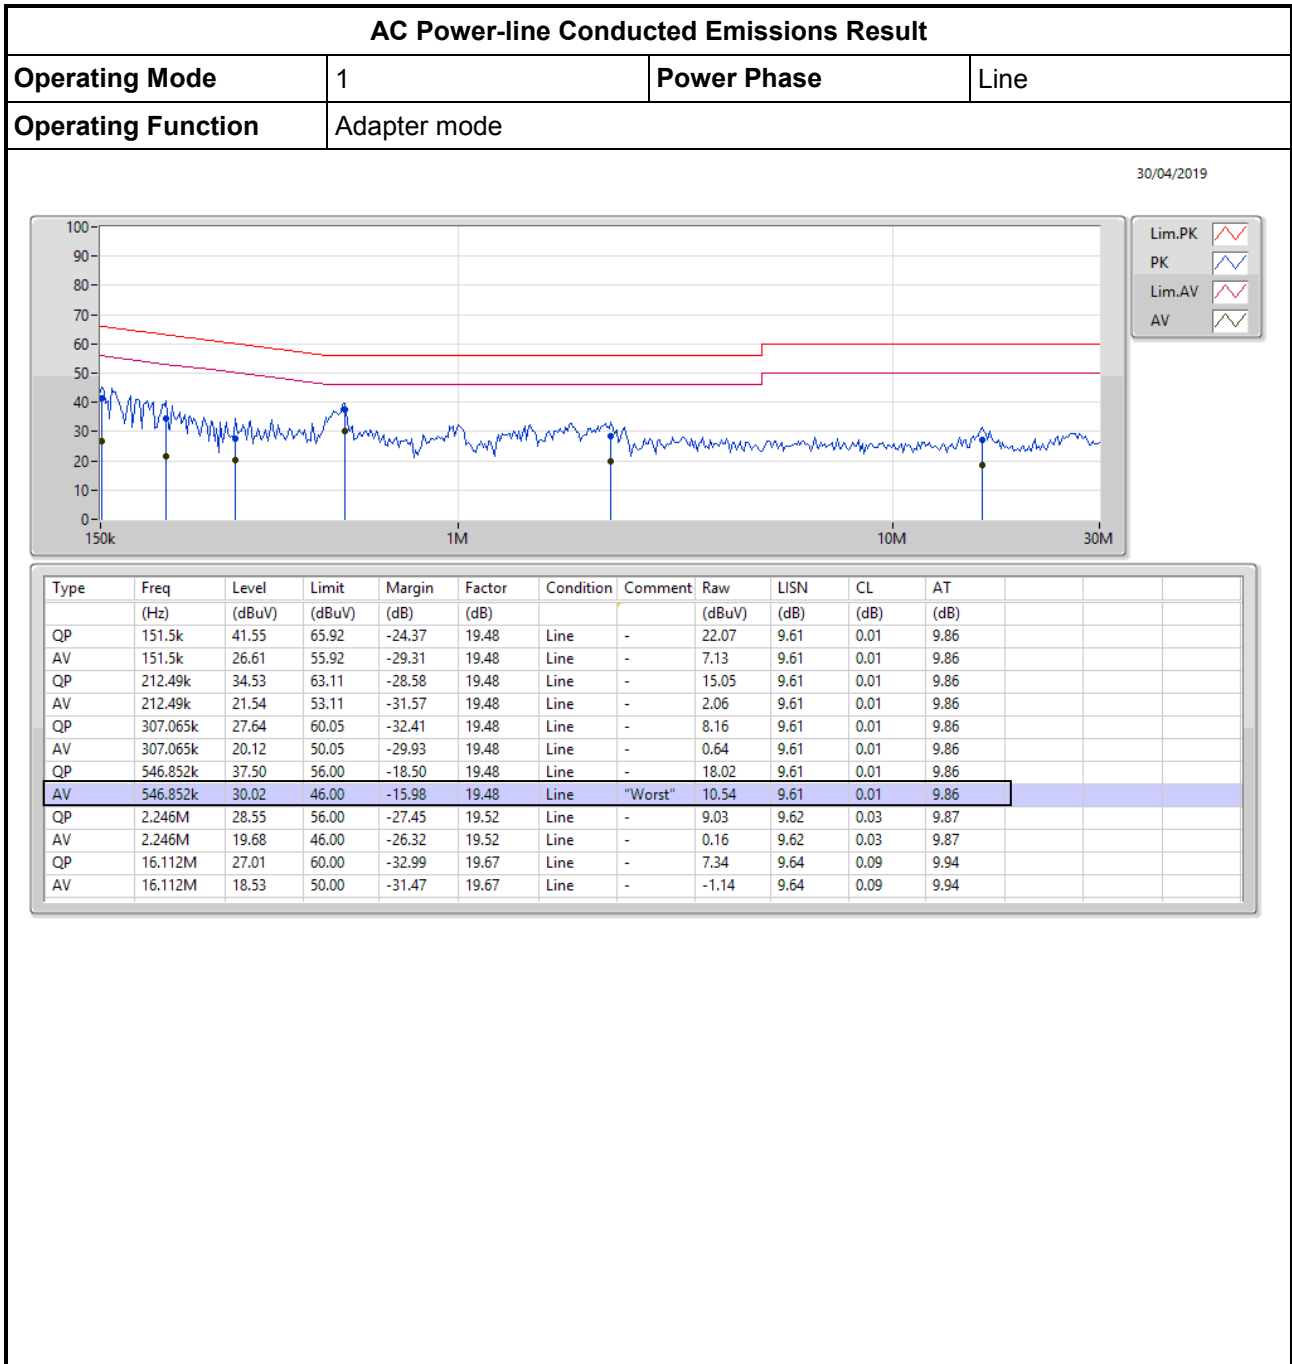 AC Power-line Conducted Emissions Result
Operating Mode 1 Power Phase Line
Operating Function Adapter mode
30/04/2019
100
90
80
70
60
50
40
30
20
10
0
150k 1M 10M 30M
Lim.PK
PK
Lim.AV
AV
Type Freq Level Limit Margin Factor Condition Comment Raw LISN CL AT
(Hz) (dBuV) (dBuV) (dB) (dB) (dBuV) (dB) (dB) (dB)
QP 151.5k 41.55 65.92 -24.37 19.48 Line - 22.07 9.61 0.01 9.86
AV 151.5k 26.61 55.92 -29.31 19.48 Line - 7.13 9.61 0.01 9.86
QP 212.49k 34.53 63.11 -28.58 19.48 Line - 15.05 9.61 0.01 9.86
AV 212.49k 21.54 53.11 -31.57 19.48 Line - 2.06 9.61 0.01 9.86
QP 307.065k 27.64 60.05 -32.41 19.48 Line - 8.16 9.61 0.01 9.86
AV 307.065k 20.12 50.05 -29.93 19.48 Line - 0.64 9.61 0.01 9.86
QP 546.852k 37.50 56.00 -18.50 19.48 Line - 18.02 9.61 0.01 9.86
AV 546.852k 30.02 46.00 -15.98 19.48 Line "Worst" 10.54 9.61 0.01 9.86
QP 2.246M 28.55 56.00 -27.45 19.52 Line - 9.03 9.62 0.03 9.87
AV 2.246M 19.68 46.00 -26.32 19.52 Line - 0.16 9.62 0.03 9.87
QP 16.112M 27.01 60.00 -32.99 19.67 Line - 7.34 9.64 0.09 9.94
AV 16.112M 18.53 50.00 -31.47 19.67 Line - -1.14 9.64 0.09 9.94